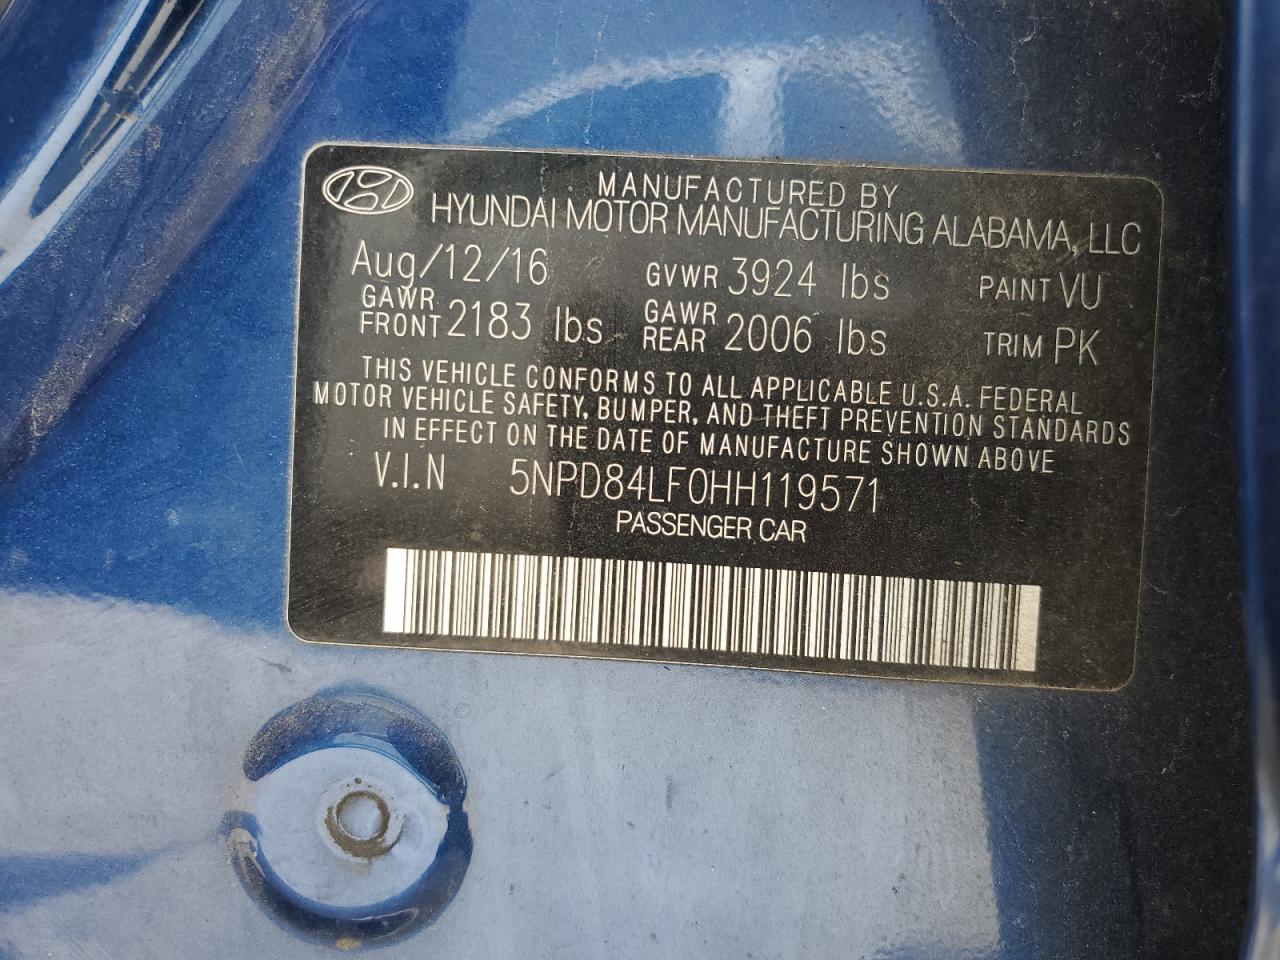 MANUFACTURED BY
HYUNDAI MOTOR MANUFACTURING ALABAMA, LLC
Aug/12/16 GVWR 3924 lbs PAINT VU
GAWR FRONT 2183 lbs GAWR REAR 2006 lbs TRIM PK
THIS VEHICLE CONFORMS TO ALL APPLICABLE U.S.A. FEDERAL
MOTOR VEHICLE SAFETY, BUMPER, AND THEFT PREVENTION STANDARDS
IN EFFECT ON THE DATE OF MANUFACTURE SHOWN ABOVE
V.I.N 5NPD84LF0HH119571
PASSENGER CAR